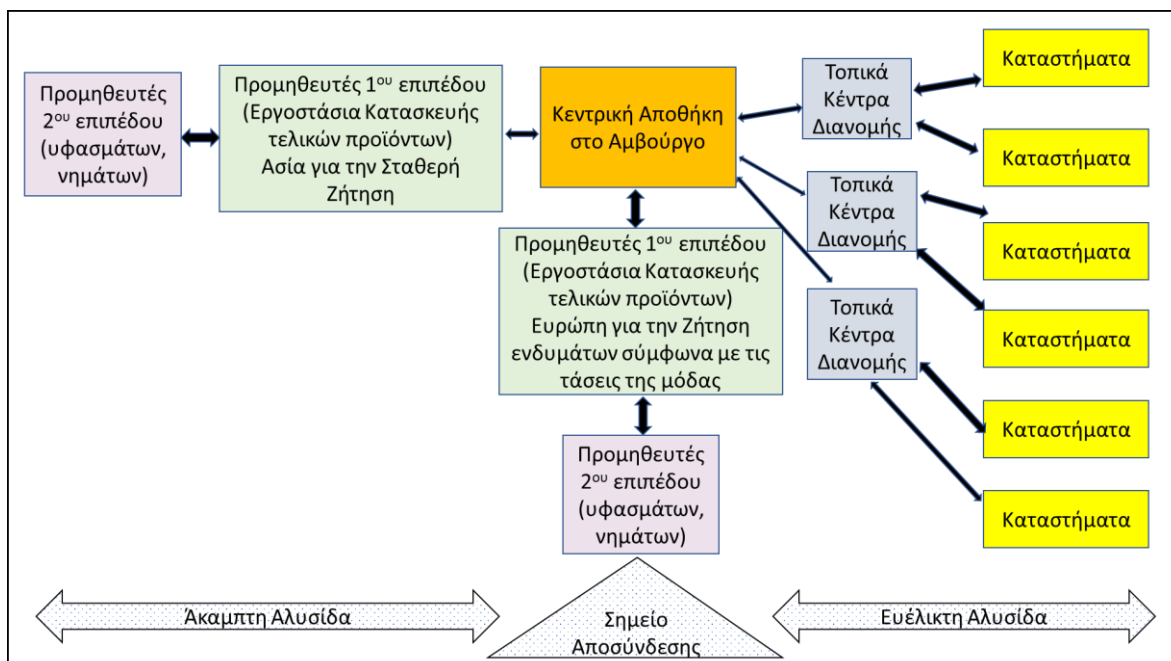 Προμηθευτές
2ου επιπέδου
(υφασμάτων,
νημάτων)
Προμηθευτές 1ου επιπέδου
(Εργοστάσια Κατασκευής
τελικών προϊόντων)
Ασία για την Σταθερή
Ζήτηση
Κεντρική Αποθήκη
στο Αμβούργο
Προμηθευτές 1ου επιπέδου
(Εργοστάσια Κατασκευής
τελικών προϊόντων)
Ευρώπη για την Ζήτηση
ενδυμάτων σύμφωνα με τις
τάσεις της μόδας
Προμηθευτές
2ου επιπέδου
(υφασμάτων,
νημάτων)
Τοπικά
Κέντρα
Διανομής
Τοπικά
Κέντρα
Διανομής
Τοπικά
Κέντρα
Διανομής
Καταστήματα
Καταστήματα
Καταστήματα
Καταστήματα
Καταστήματα
Καταστήματα
Άκαμπτη Αλυσίδα
Σημείο
Αποσύνδεσης
Ευέλικτη Αλυσίδα